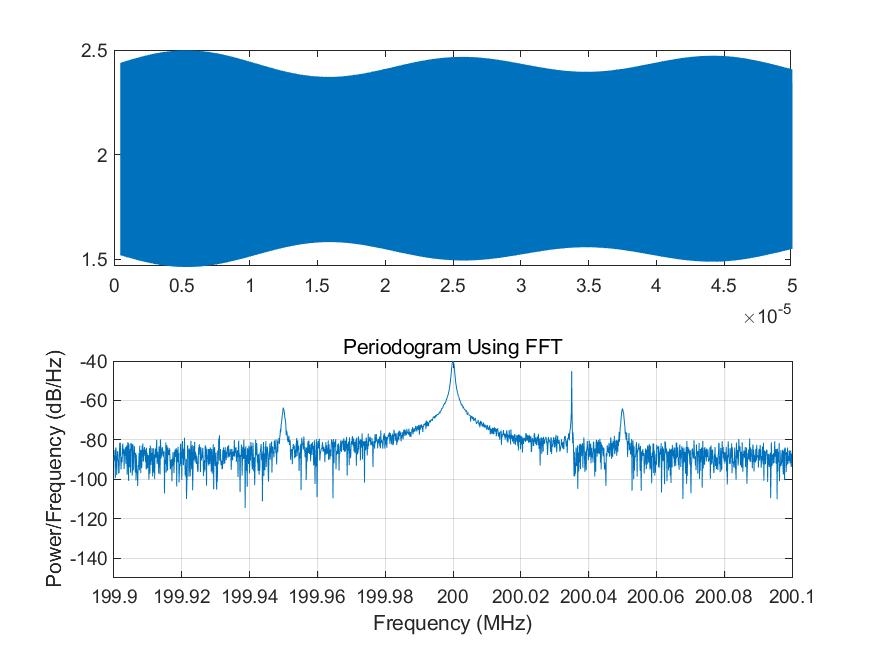 2.5
2
1.5
0 0.5 1 1.5 2 2.5 3 3.5 4 4.5 5
×10-5
Periodogram Using FFT
Power/Frequency (dB/Hz)
-40
-60
-80
-100
-120
-140
199.9 199.92 199.94 199.96 199.98 200 200.02 200.04 200.06 200.08 200.1
Frequency (MHz)